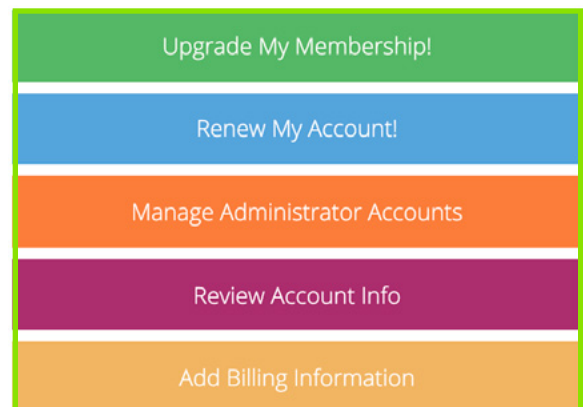 Upgrade My Membership!
Renew My Account!
Manage Administrator Accounts
Review Account Info
Add Billing Information